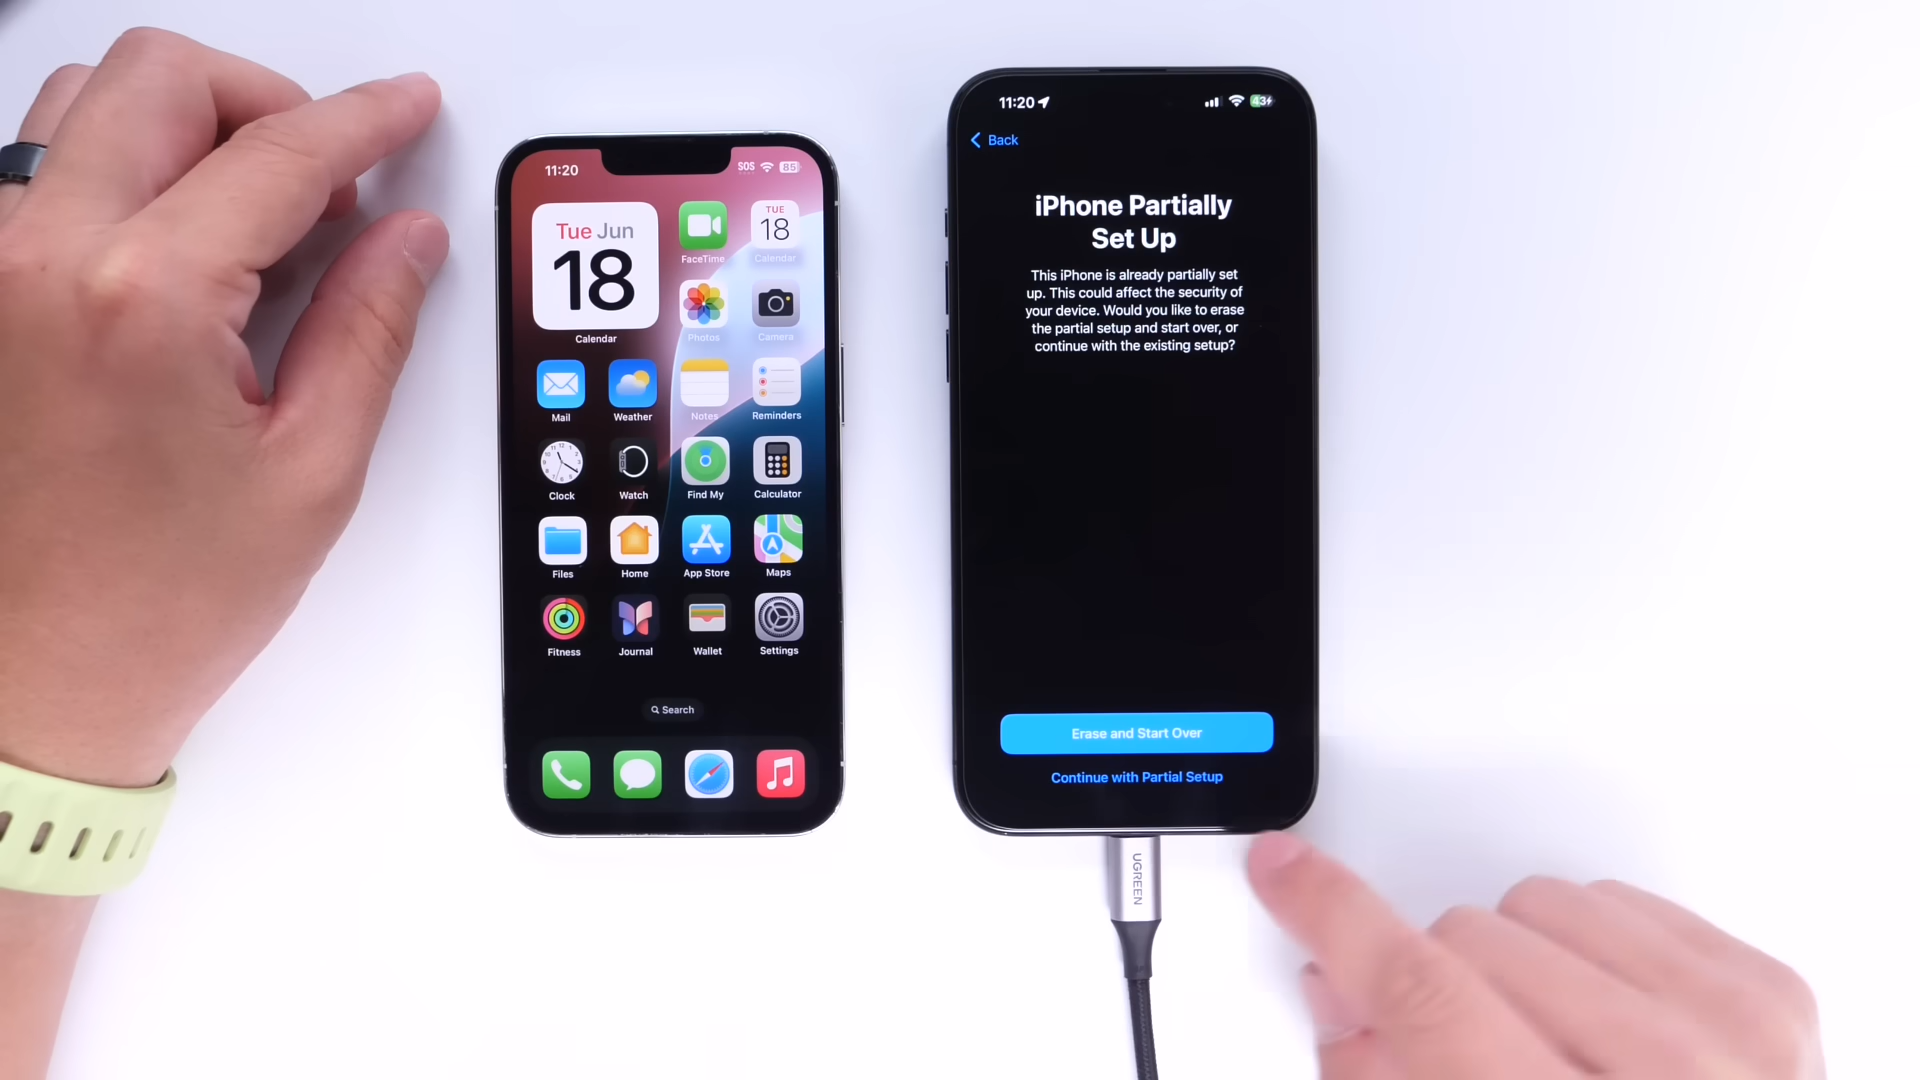 11:20
SOS
85
Tue Jun
18
Calendar
FaceTime
TUE
18
Calendar
Photos
Camera
Mail
Weather
Notes
Reminders
Clock
Watch
Find My
Calculator
Files
Home
App Store
Maps
Fitness
Journal
Wallet
Settings
Search
11:20
43
Back
iPhone Partially
Set Up
This iPhone is already partially set
up. This could affect the security of
your device. Would you like to erase
the partial setup and start over, or
continue with the existing setup?
Erase and Start Over
Continue with Partial Setup
UGREEN